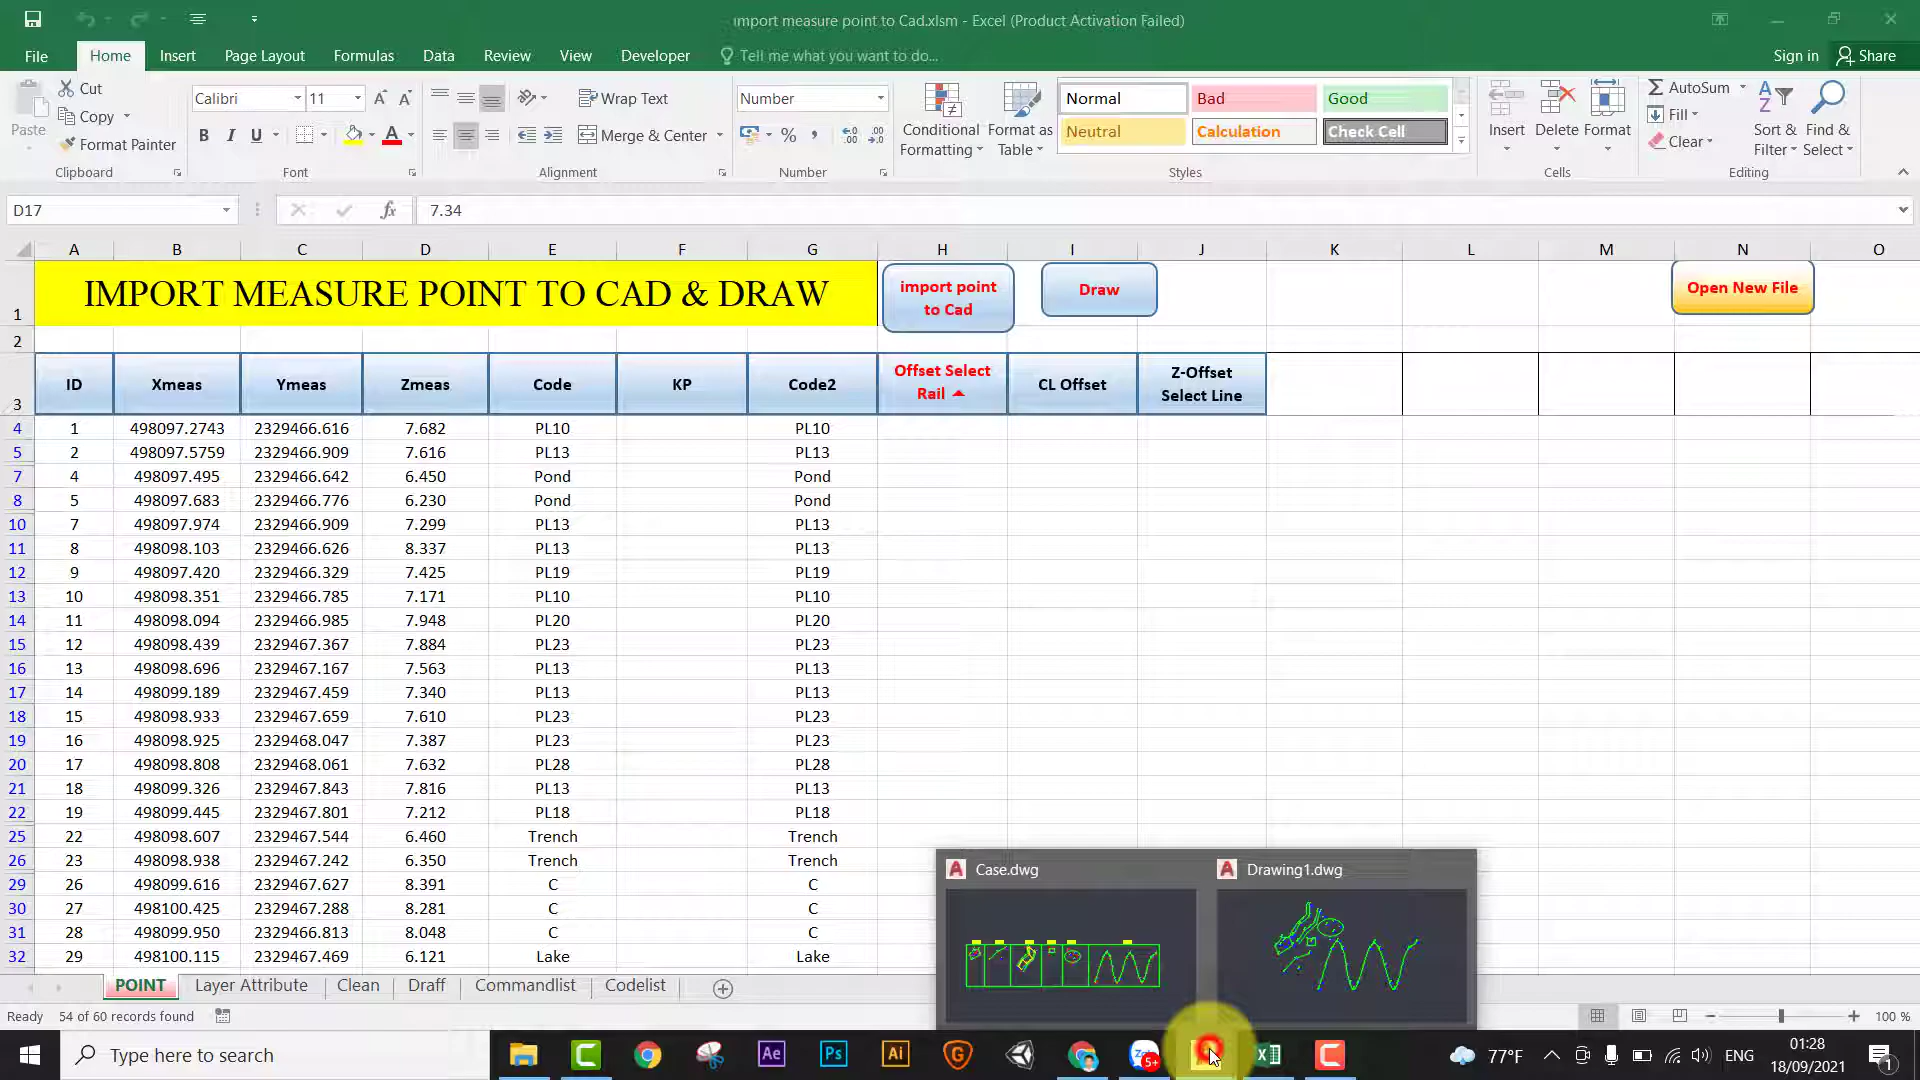 import measure point to Cad.xlsm - Excel (Product Activation Failed)
File Home Insert Page Layout Formulas Data Review View Developer Tell me what you want to do... Sign in Share
Paste Cut Copy Format Painter Clipboard
Calibri 11 B I U Font
Wrap Text Merge & Center Alignment
Number % , Number
Conditional Formatting Format as Table
Normal Bad Good
Neutral Calculation Check Cell
Styles
Insert Delete Format Cells
AutoSum Fill Clear Sort & Filter Find & Select Editing
D17 fx 7.34
A B C D E F G H I J K L M N O
1 IMPORT MEASURE POINT TO CAD & DRAW import point to Cad Draw Open New File
2
3 ID Xmeas Ymeas Zmeas Code KP Code2 Offset Select Rail CL Offset Z-Offset Select Line
4 1 498097.2743 2329466.616 7.682 PL10 PL10
5 2 498097.5759 2329466.909 7.616 PL13 PL13
7 4 498097.495 2329466.642 6.450 Pond Pond
8 5 498097.683 2329466.776 6.230 Pond Pond
10 7 498097.974 2329466.909 7.299 PL13 PL13
11 8 498098.103 2329466.626 8.337 PL13 PL13
12 9 498097.420 2329466.329 7.425 PL19 PL19
13 10 498098.351 2329466.785 7.171 PL10 PL10
14 11 498098.094 2329466.985 7.948 PL20 PL20
15 12 498098.439 2329467.367 7.884 PL23 PL23
16 13 498098.696 2329467.167 7.563 PL13 PL13
17 14 498099.189 2329467.459 7.340 PL13 PL13
18 15 498098.933 2329467.659 7.610 PL23 PL23
19 16 498098.925 2329468.047 7.387 PL23 PL23
20 17 498098.808 2329468.061 7.632 PL28 PL28
21 18 498099.326 2329467.843 7.816 PL13 PL13
22 19 498099.445 2329467.801 7.212 PL18 PL18
25 22 498098.607 2329467.544 6.460 Trench Trench
26 23 498098.938 2329467.242 6.350 Trench Trench
29 26 498099.616 2329467.627 8.391 C C
30 27 498100.425 2329467.288 8.281 C C
31 28 498099.950 2329466.813 8.048 C C
32 29 498100.115 2329467.469 6.121 Lake Lake
Case.dwg Drawing1.dwg
POINT Layer Attribute Clean Draff Commandlist Codelist
Ready 54 of 60 records found 100 %
Type here to search Ae Ps Ai 5+ 77°F ENG 01:28
18/09/2021 1